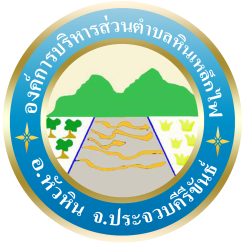 องค์การบริหารส่วนตำบลหินเหล็กไฟ
อ.หัวหิน จ.ประจวบคีรีขันธ์